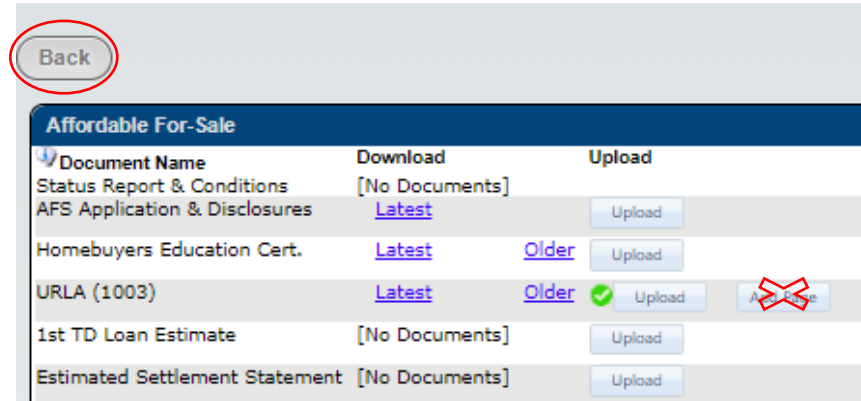 Back
Affordable For-Sale
Document Name Download Upload
Status Report & Conditions [No Documents]
AFS Application & Disclosures Latest Upload
Homebuyers Education Cert. Latest Older Upload
URLA (1003) Latest Older Upload Add Page
1st TD Loan Estimate [No Documents] Upload
Estimated Settlement Statement [No Documents] Upload